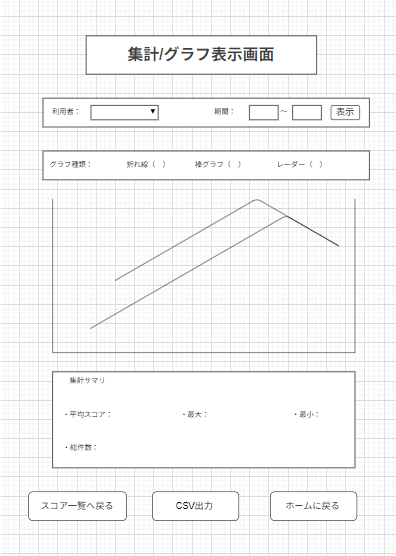 集計/グラフ表示画面
利用者： ▼ 期間： ～ 表示
グラフ種類： 折れ線（ ） 棒グラフ（ ） レーダー（ ）
集計サマリ
・平均スコア： ・最大： ・最小：
・総件数：
スコア一覧へ戻る CSV出力 ホームに戻る